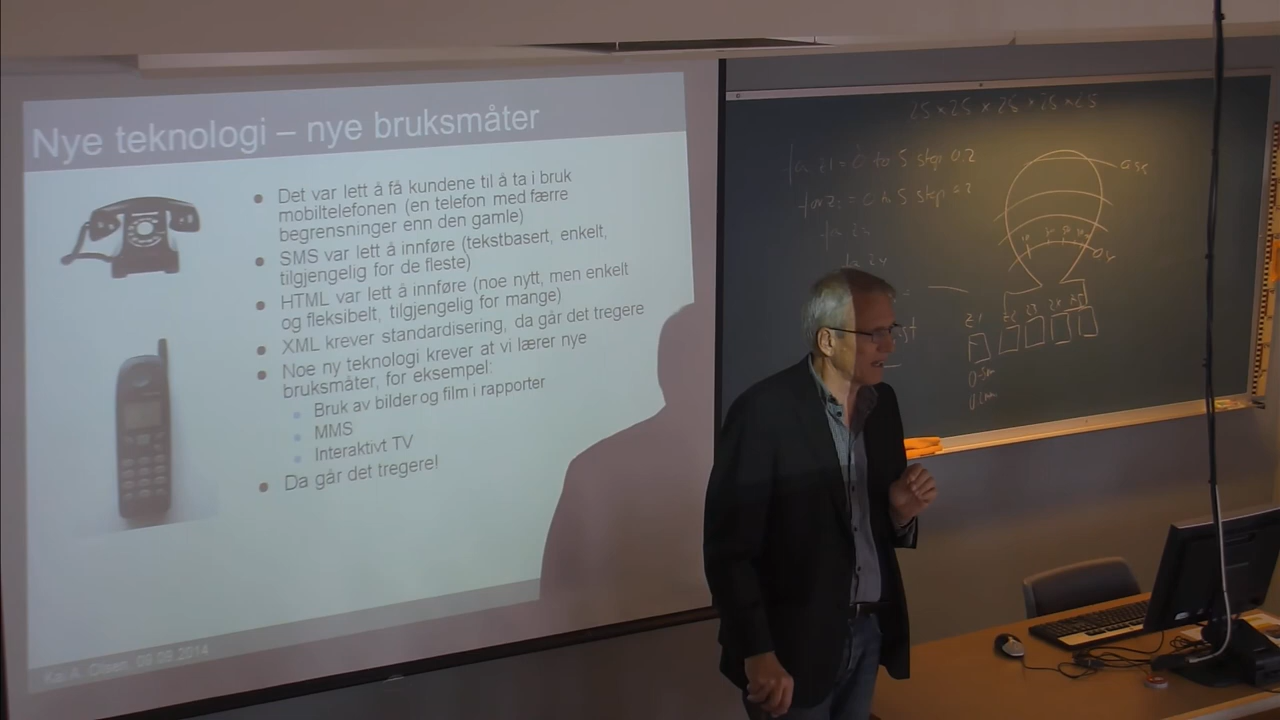 Nye teknologi – nye bruksmåter
Det var lett å få kundene til å ta i bruk
mobiltelefonen (en telefon med færre
begrensninger enn den gamle)
SMS var lett å innføre (tekstbasert, enkelt,
tilgjengelig for de fleste)
HTML var lett å innføre (noe nytt, men enkelt
og fleksibelt, tilgjengelig for mange)
XML krever standardisering, da går det tregere
Noe ny teknologi krever at vi lærer nye
bruksmåter, for eksempel:
Bruk av bilder og film i rapporter
MMS
Interaktivt TV
Da går det tregere!
Kai A. Olsen, 09.09.2014
25 x 25 x 25 x 25 x 25
z1 = 0 to 5 step 0.2
for z2 = 0 to 5 step